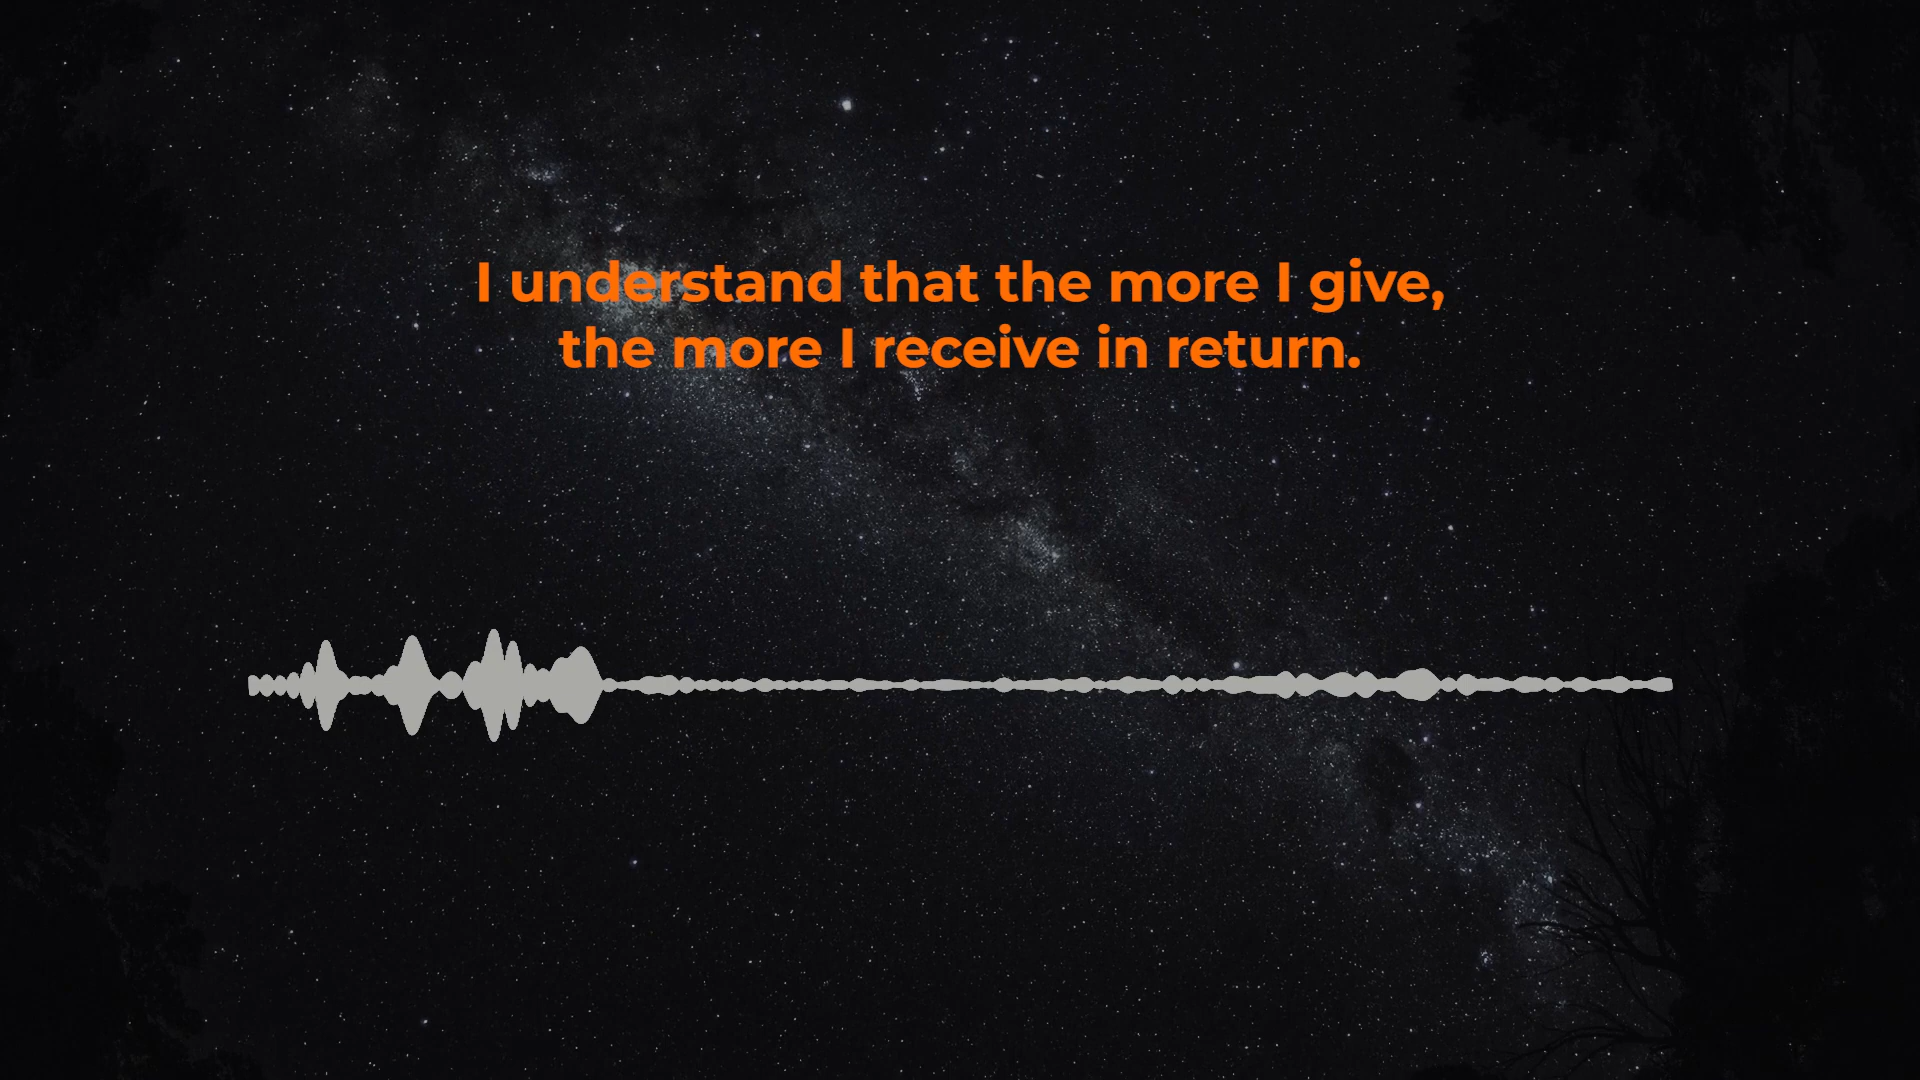 I understand that the more I give,
the more I receive in return.